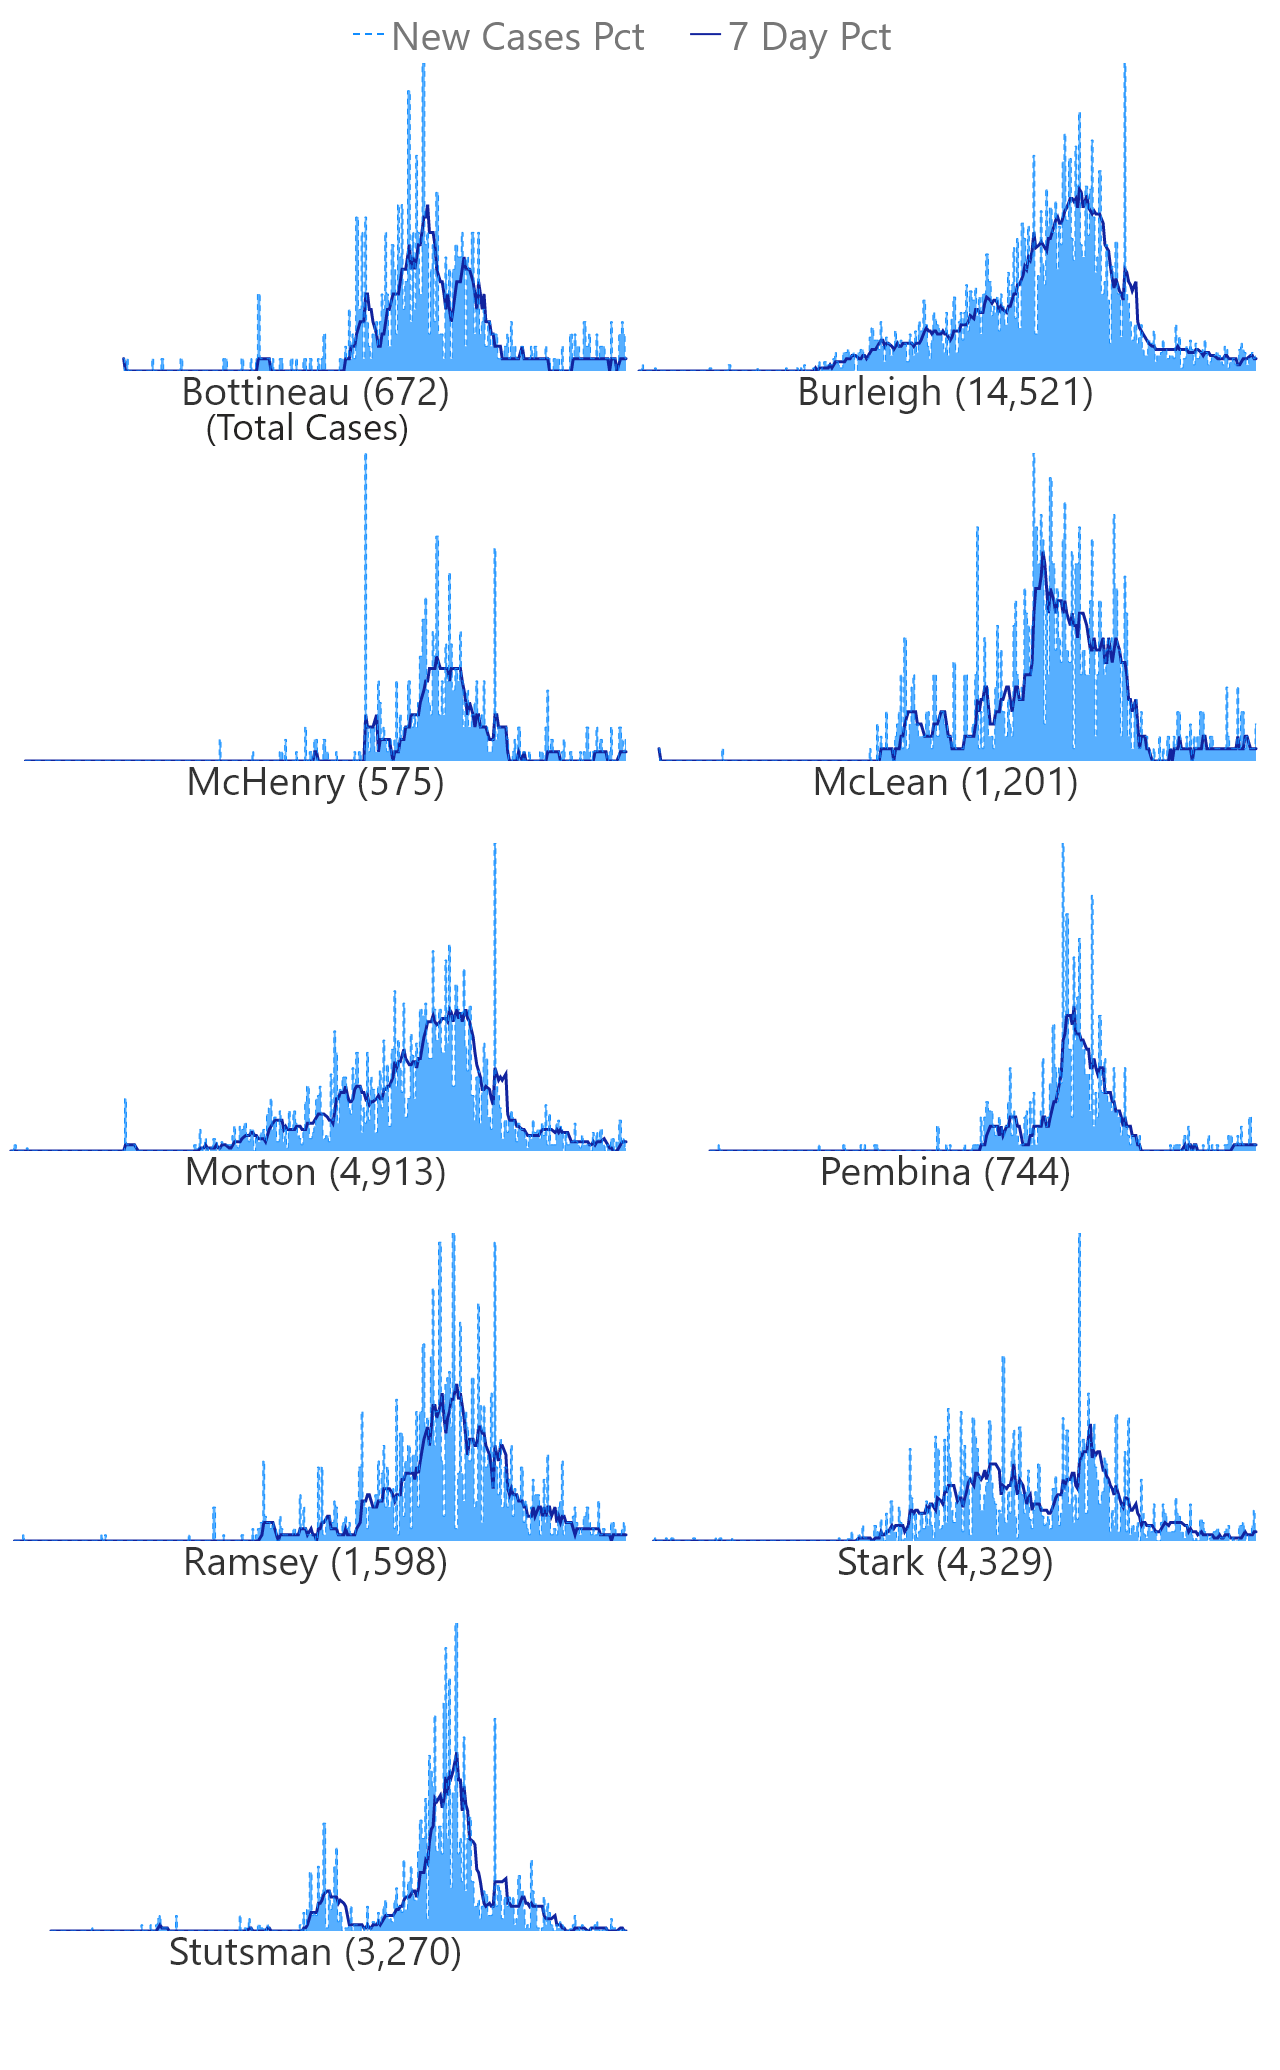 New Cases Pct 7 Day Pct
Bottineau (672)
(Total Cases)
Burleigh (14,521)
McHenry (575)
McLean (1,201)
Morton (4,913)
Pembina (744)
Ramsey (1,598)
Stark (4,329)
Stutsman (3,270)